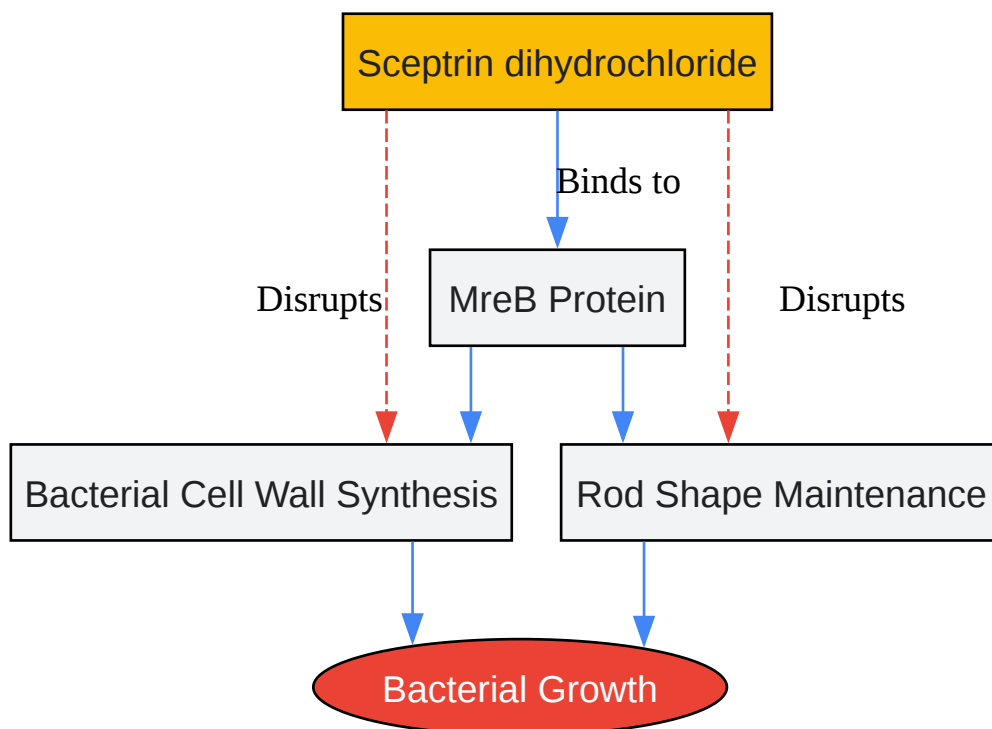 Sceptrin dihydrochloride
Binds to
Disrupts
MreB Protein
Disrupts
Bacterial Cell Wall Synthesis
Rod Shape Maintenance
Bacterial Growth